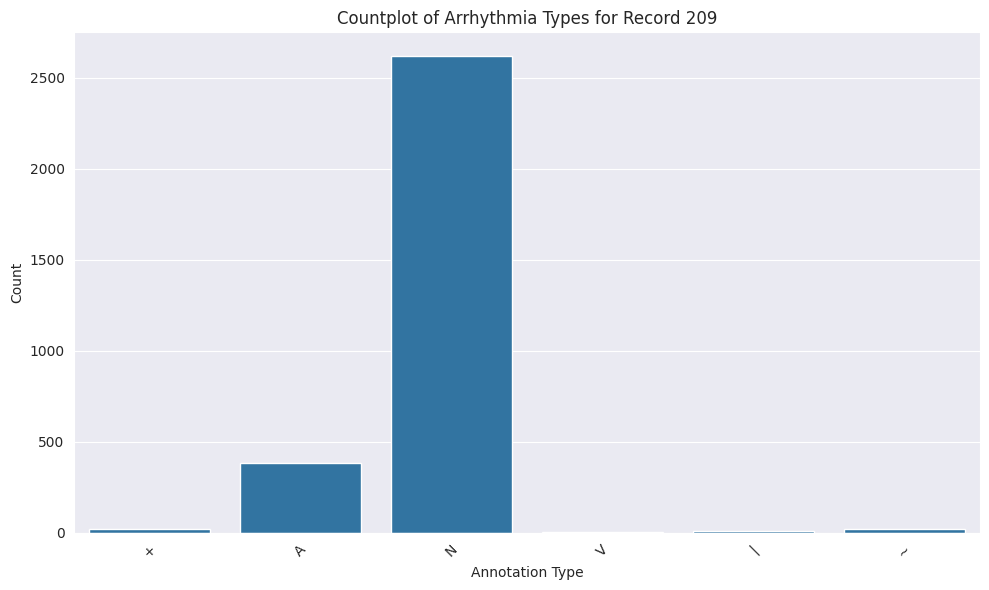 Countplot of Arrhythmia Types for Record 209
Count
2500
2000
1500
1000
500
0
+
A
N
V
|
~
Annotation Type